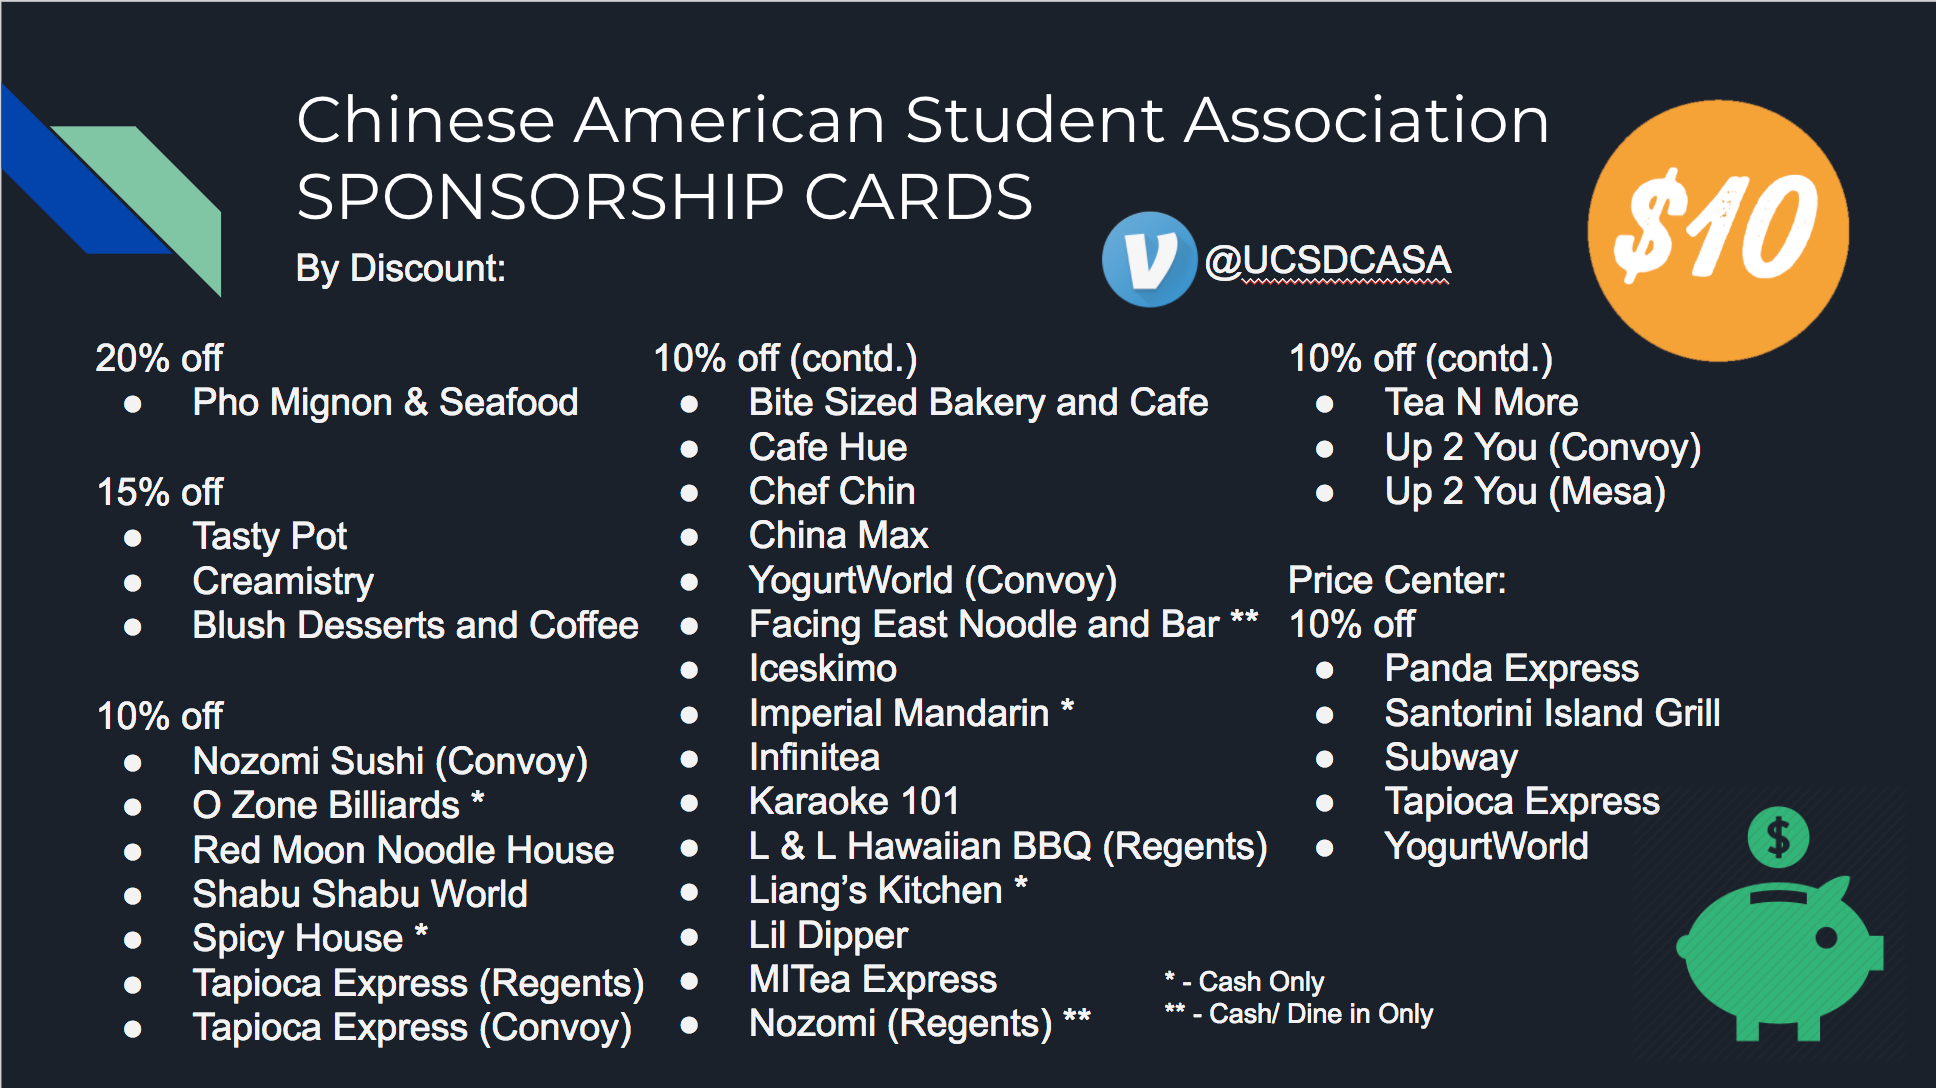 Chinese American Student Association
SPONSORSHIP CARDS
By Discount:
V @UCSDCASA
$10
20% off
● Pho Mignon & Seafood
15% off
● Tasty Pot
● Creamistry
● Blush Desserts and Coffee
10% off
● Nozomi Sushi (Convoy)
● O Zone Billiards *
● Red Moon Noodle House
● Shabu Shabu World
● Spicy House *
● Tapioca Express (Regents)
● Tapioca Express (Convoy)
10% off (contd.)
● Bite Sized Bakery and Cafe
● Cafe Hue
● Chef Chin
● China Max
● YogurtWorld (Convoy)
● Facing East Noodle and Bar **
● Iceskimo
● Imperial Mandarin *
● Infinitea
● Karaoke 101
● L & L Hawaiian BBQ (Regents)
● Liang’s Kitchen *
● Lil Dipper
● MITea Express
● Nozomi (Regents) **
10% off (contd.)
● Tea N More
● Up 2 You (Convoy)
● Up 2 You (Mesa)
Price Center:
10% off
● Panda Express
● Santorini Island Grill
● Subway
● Tapioca Express
● YogurtWorld
* - Cash Only
** - Cash/ Dine in Only
$